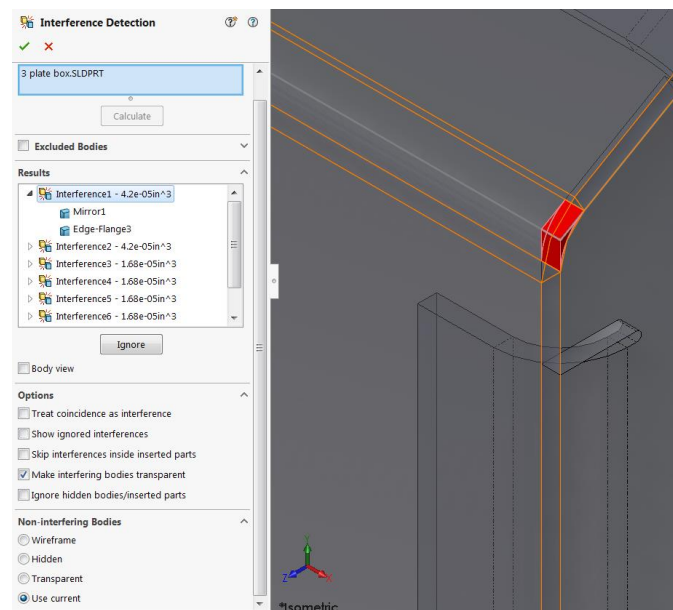 Interference Detection
3 plate box.SLDPRT
Calculate
Excluded Bodies
Results
Interference1 - 4.2e-05in^3
Mirror1
Edge-Flange3
Interference2 - 4.2e-05in^3
Interference3 - 1.68e-05in^3
Interference4 - 1.68e-05in^3
Interference5 - 1.68e-05in^3
Interference6 - 1.68e-05in^3
Ignore
Body view
Options
Treat coincidence as interference
Show ignored interferences
Skip interferences inside inserted parts
Make interfering bodies transparent
Ignore hidden bodies/inserted parts
Non-interfering Bodies
Wireframe
Hidden
Transparent
Use current
Y
Z
X
*Isometric